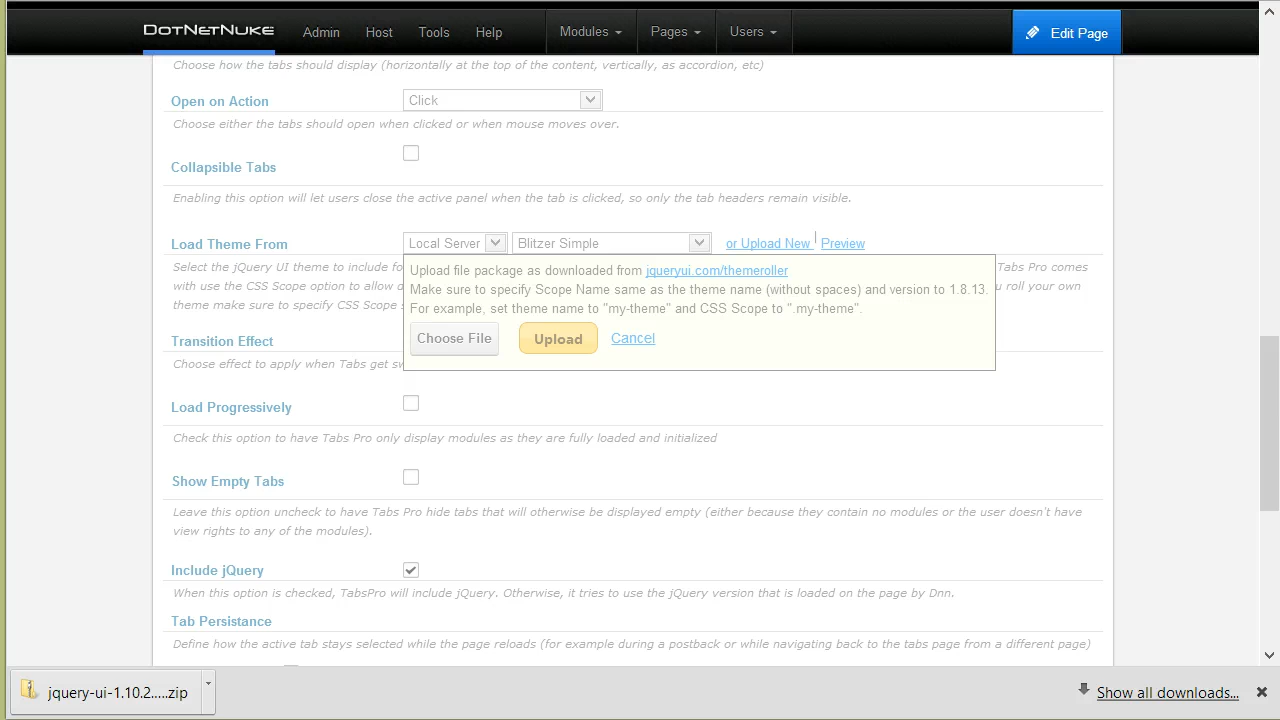 DOTNETNUKE Admin Host Tools Help Modules Pages Users Edit Page
Choose how the tabs should display (horizontally at the top of the content, vertically, as accordion, etc)
Open on Action Click
Choose either the tabs should open when clicked or when mouse moves over.
Collapsible Tabs
Enabling this option will let users close the active panel when the tab is clicked, so only the tab headers remain visible.
Load Theme From Local Server Blitzer Simple or Upload New Preview
Select the jQuery UI theme to include fo
Tabs Pro comes
with use the CSS Scope option to allow d
u roll your own
theme make sure to specify CSS Scope s
Upload file package as downloaded from jqueryui.com/themeroller
Make sure to specify Scope Name same as the theme name (without spaces) and version to 1.8.13.
For example, set theme name to "my-theme" and CSS Scope to ".my-theme".
Choose File Upload Cancel
Transition Effect
Choose effect to apply when Tabs get sw
Load Progressively
Check this option to have Tabs Pro only display modules as they are fully loaded and initialized
Show Empty Tabs
Leave this option uncheck to have Tabs Pro hide tabs that will otherwise be displayed empty (either because they contain no modules or the user doesn't have
view rights to any of the modules).
Include jQuery
When this option is checked, TabsPro will include jQuery. Otherwise, it tries to use the jQuery version that is loaded on the page by Dnn.
Tab Persistance
Define how the active tab stays selected while the page reloads (for example during a postback or while navigating back to the tabs page from a different page)
jquery-ui-1.10.2.....zip Show all downloads...